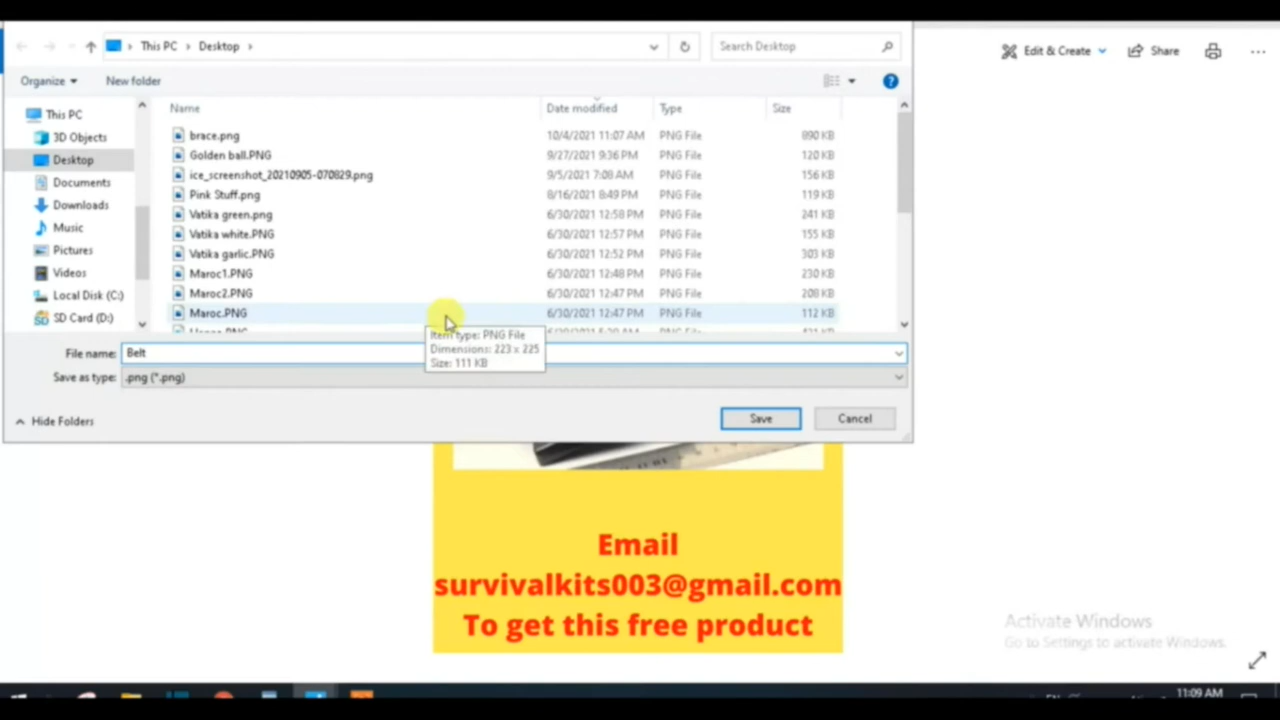 This PC > Desktop >
Search Desktop
Edit & Create
Share
Organize
New folder
Name Date modified Type Size
This PC
3D Objects
Desktop
Documents
Downloads
Music
Pictures
Videos
Local Disk (C:)
SD Card (D:)
brace.png 10/4/2021 11:07 AM PNG File 890 KB
Golden ball.PNG 9/27/2021 9:36 PM PNG File 120 KB
ice_screenshot_20210905-070829.png 9/5/2021 7:08 AM PNG File 156 KB
Pink Stuff.png 8/16/2021 8:49 PM PNG File 119 KB
Vatika green.png 6/30/2021 12:58 PM PNG File 241 KB
Vatika white.PNG 6/30/2021 12:57 PM PNG File 155 KB
Vatika garlic.PNG 6/30/2021 12:52 PM PNG File 303 KB
Maroc1.PNG 6/30/2021 12:48 PM PNG File 230 KB
Maroc2.PNG 6/30/2021 12:47 PM PNG File 208 KB
Maroc.PNG 6/30/2021 12:47 PM PNG File 112 KB
Item type: PNG File
Dimensions: 223 x 225
Size: 111 KB
File name: Belt
Save as type: .png (*.png)
Hide Folders
Save
Cancel
Email
survivalkits003@gmail.com
To get this free product
Activate Windows
Go to Settings to activate Windows.
11:09 AM